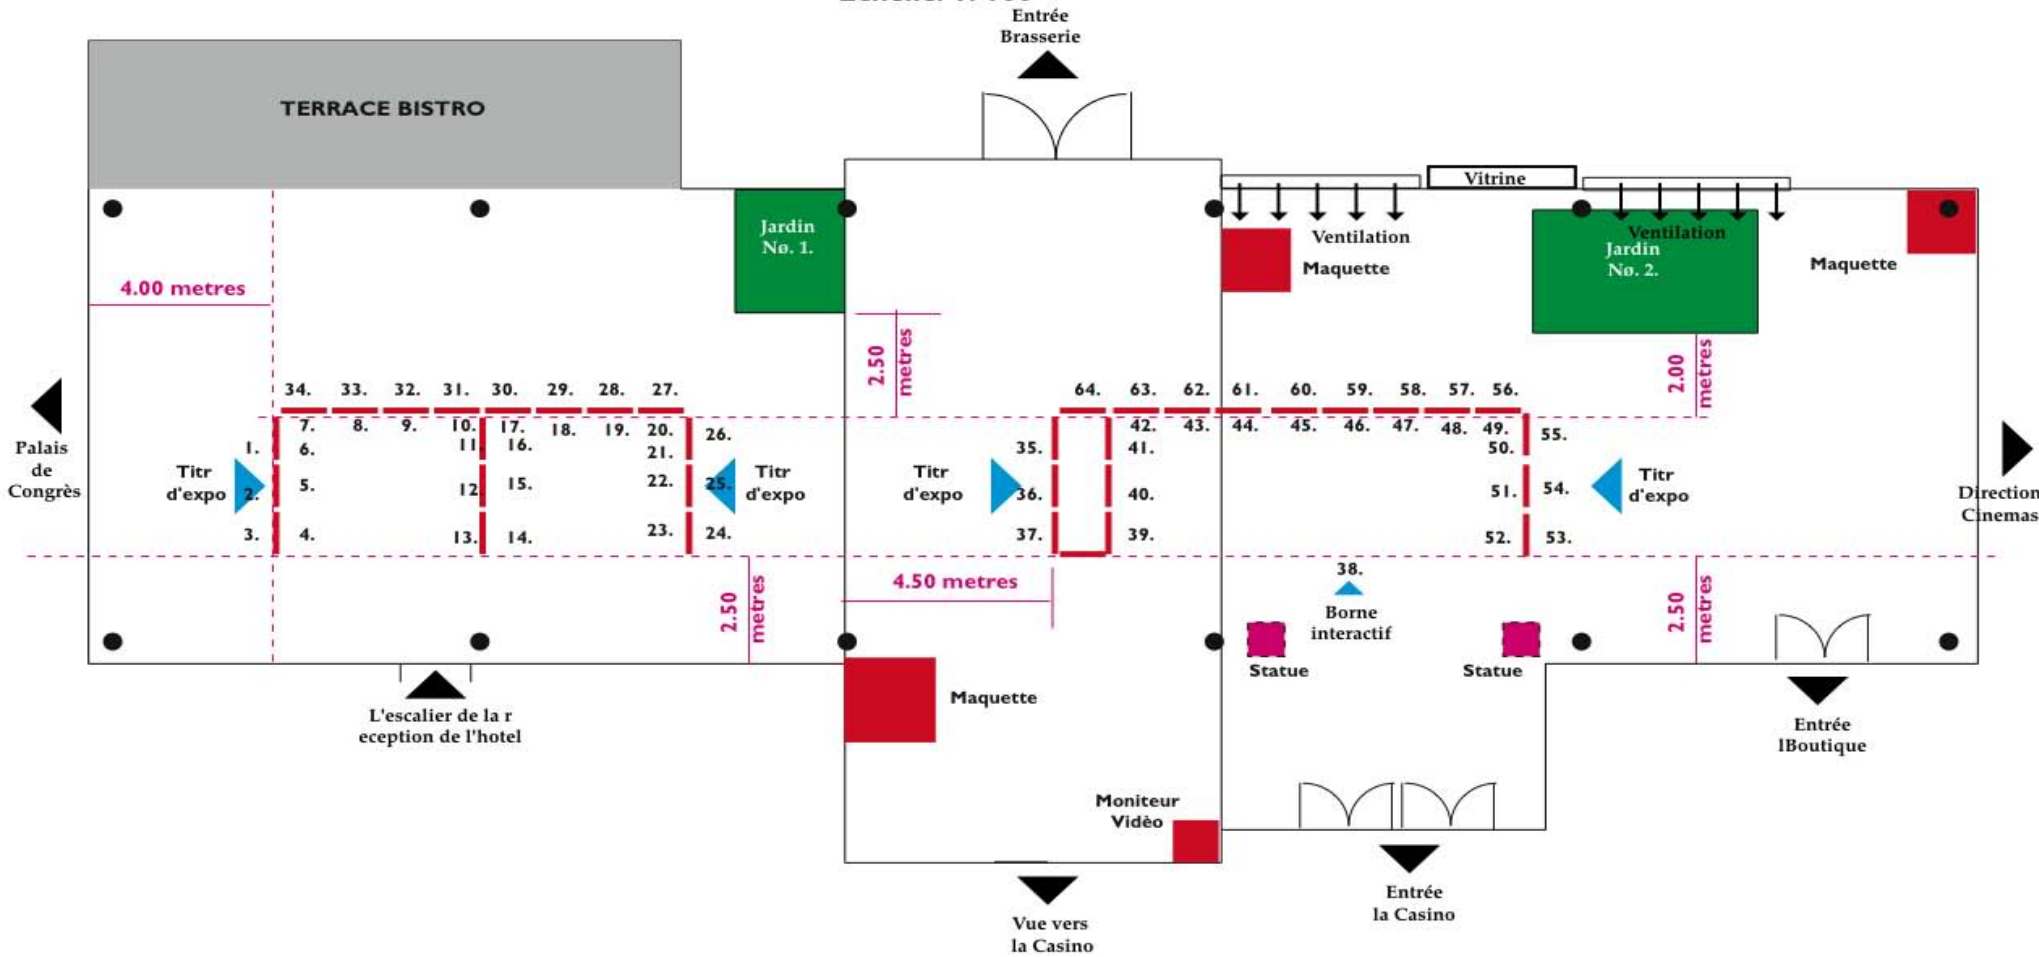 Entrée
Brasserie
TERRACE BISTRO
Vitrine
Jardin
Nø. 1.
Ventilation
Maquette
Ventilation
Jardin
Nø. 2.
Maquette
4.00 metres
2.50
metres
2.00
metres
34. 33. 32. 31. 30. 29. 28. 27.
64. 63. 62. 61. 60. 59. 58. 57. 56.
7. 8. 9. 10. 17. 18. 19. 20. 26.
42. 43. 44. 45. 46. 47. 48. 49. 55.
1. 6. 11. 16. 21.
35. 41. 50.
Palais
de
Congrès
Titr
d'expo
2. 5. 12. 15. 22. 25.
Titr
d'expo
Titr
d'expo
36. 40. 51. 54.
Titr
d'expo
Direction
Cinemas
3. 4. 13. 14. 23. 24.
37. 39. 52. 53.
38.
Borne
interactif
4.50 metres
2.50
metres
2.50
metres
Statue
Statue
Maquette
L'escalier de la r
eception de l'hotel
Entrée
lBoutique
Moniteur
Vidèo
Entrée
la Casino
Vue vers
la Casino